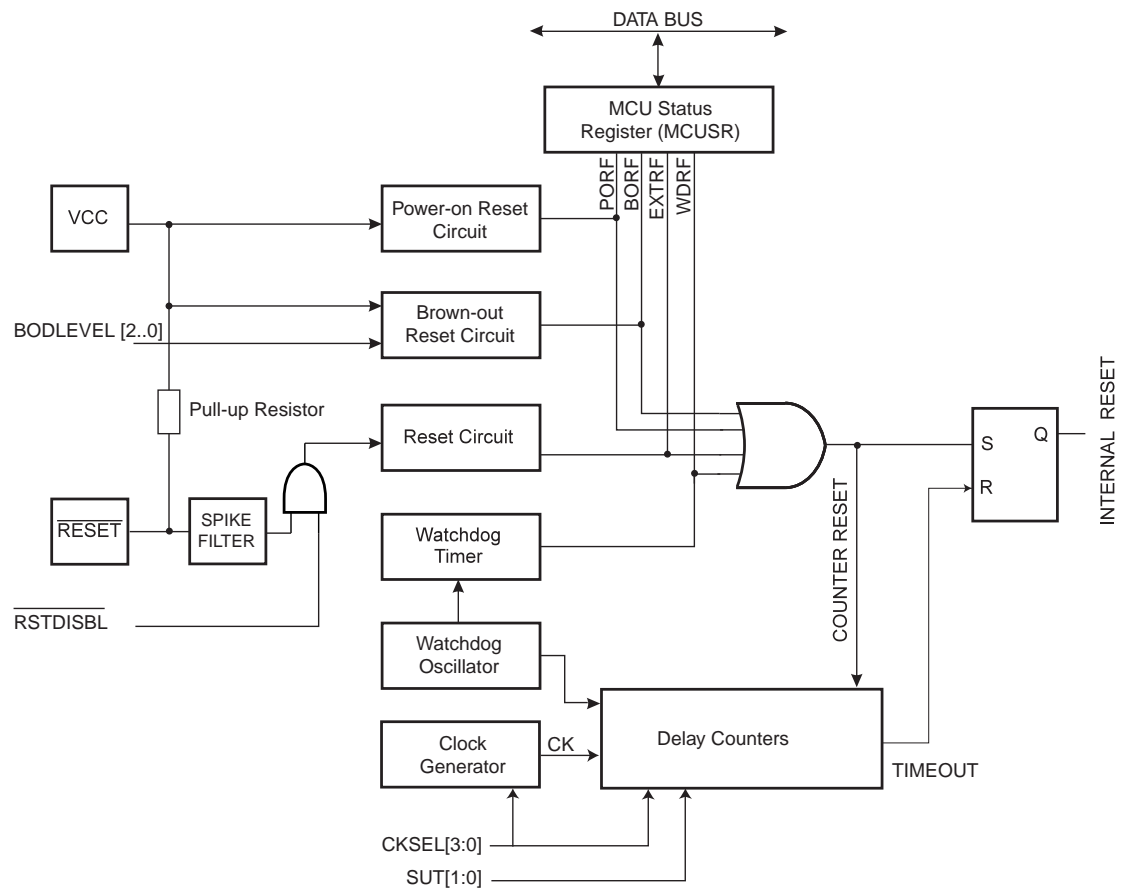 DATA BUS
MCU Status
Register (MCUSR)
PORF
BORF
EXTRF
WDRF
VCC
Power-on Reset
Circuit
Brown-out
Reset Circuit
BODLEVEL [2..0]
Pull-up Resistor
Reset Circuit
S
Q
R
INTERNAL RESET
RESET
SPIKE
FILTER
Watchdog
Timer
COUNTER RESET
RSTDISBL
Watchdog
Oscillator
Clock
Generator
CK
Delay Counters
TIMEOUT
CKSEL[3:0]
SUT[1:0]